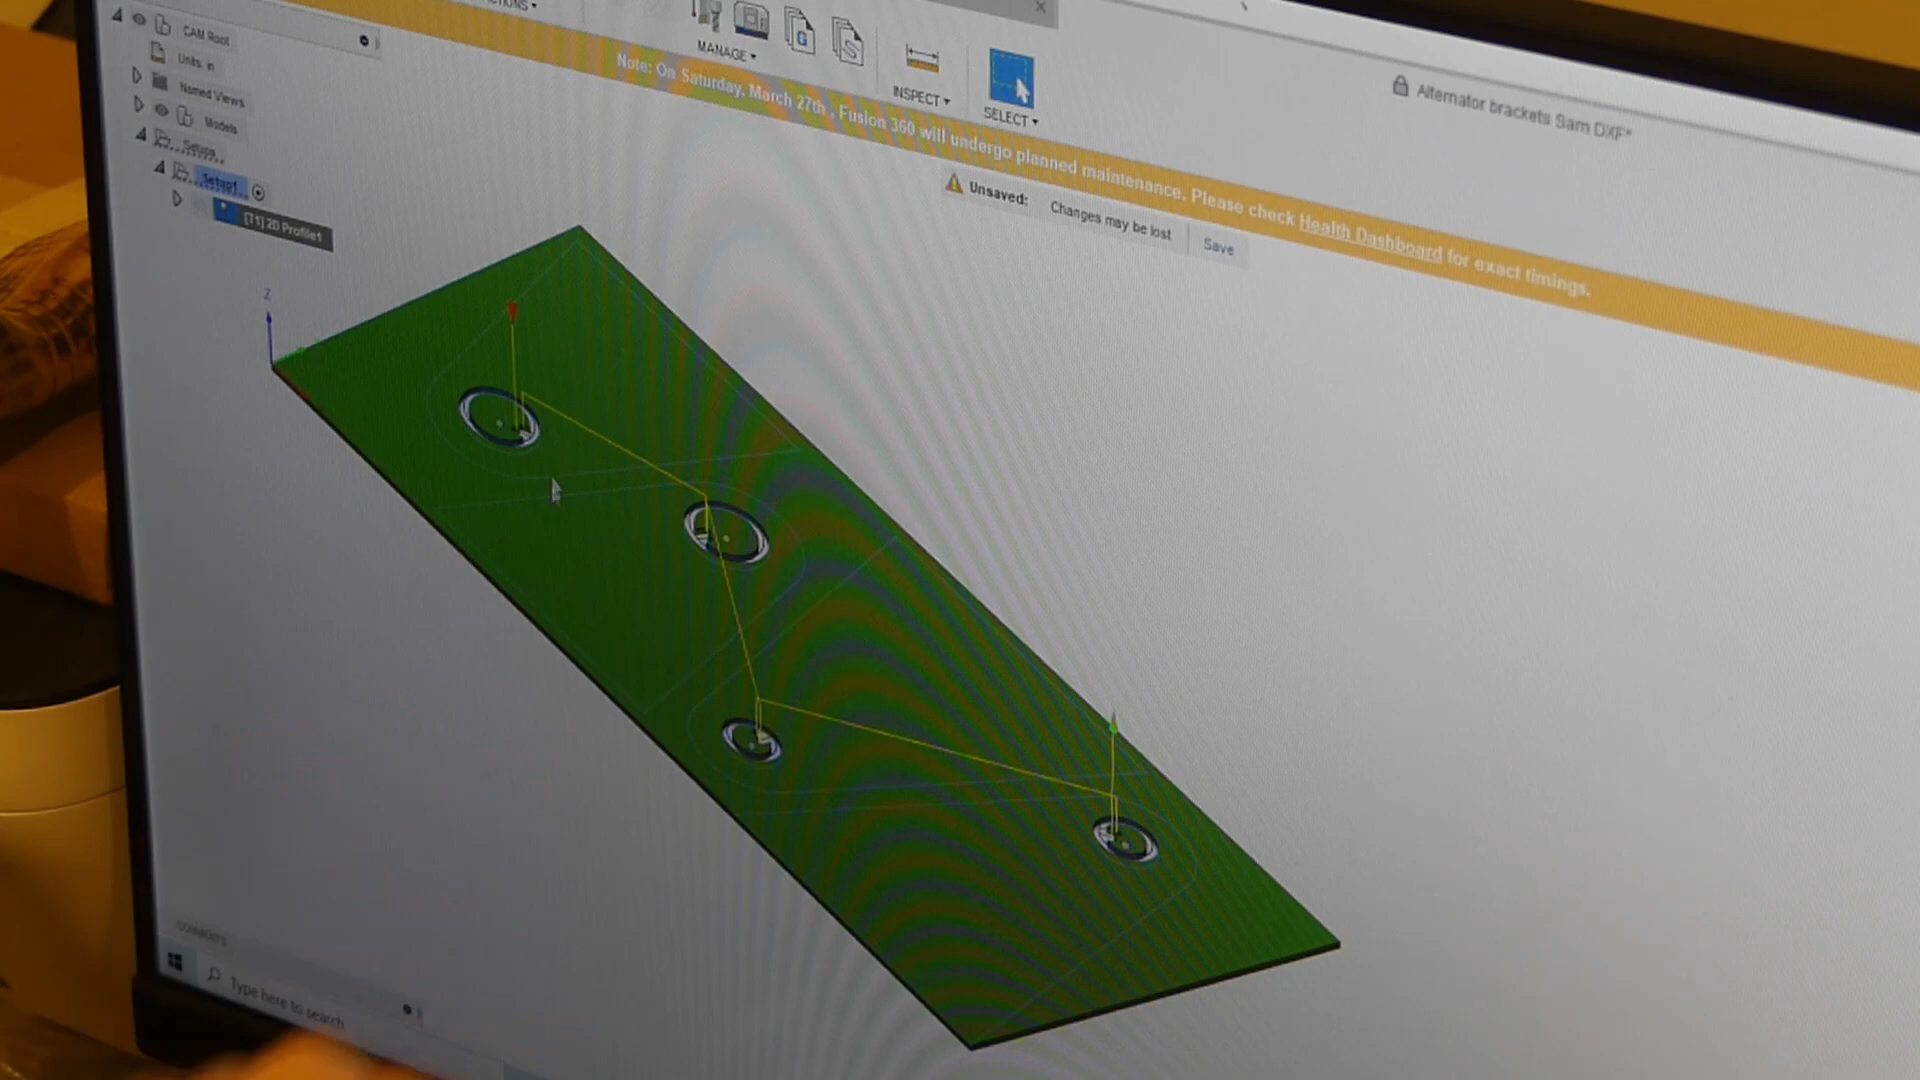 CAM Root
Units: in
Named Views
Models
Setups
Setup1
[T1] 2D Profile1
MANAGE
INSPECT
SELECT
G
S
Note: On Saturday, March 27th , Fusion 360 will undergo planned maintenance. Please check Health Dashboard for exact timings.
Alternator brackets Sam DXF*
Unsaved: Changes may be lost Save
Z
COMMENTS
Type here to search